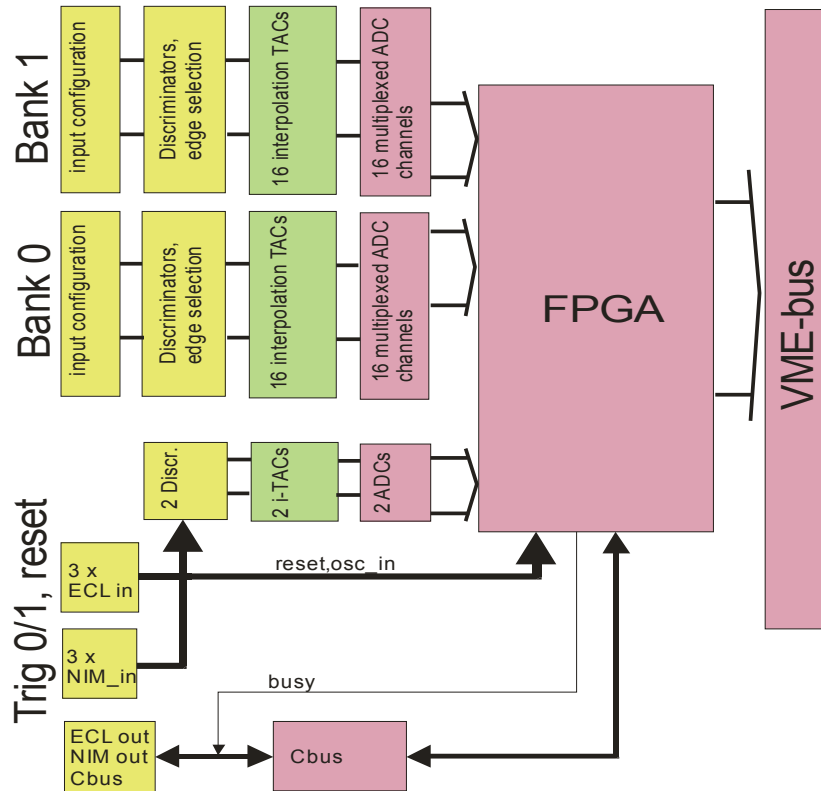 Bank 1
input configuration
Discriminators,
edge selection
16 interpolation TACs
16 multiplexed ADC
channels
Bank 0
input configuration
Discriminators,
edge selection
16 interpolation TACs
16 multiplexed ADC
channels
FPGA
VME-bus
Trig 0/1, reset
2 Discr.
2 i-TACs
2 ADCs
3 x
ECL in
reset,osc_in
3 x
NIM_in
busy
ECL out
NIM out
Cbus
Cbus